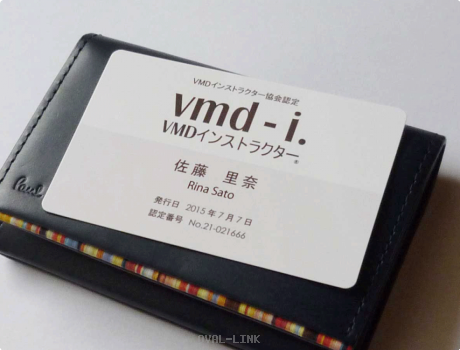 VMDインストラクター協会認定
vmd - i.
VMDインストラクター®
佐藤 里奈
Rina Sato
発行日 2015年7月7日
認定番号 No.21-021666
Paul
OVAL-LINK